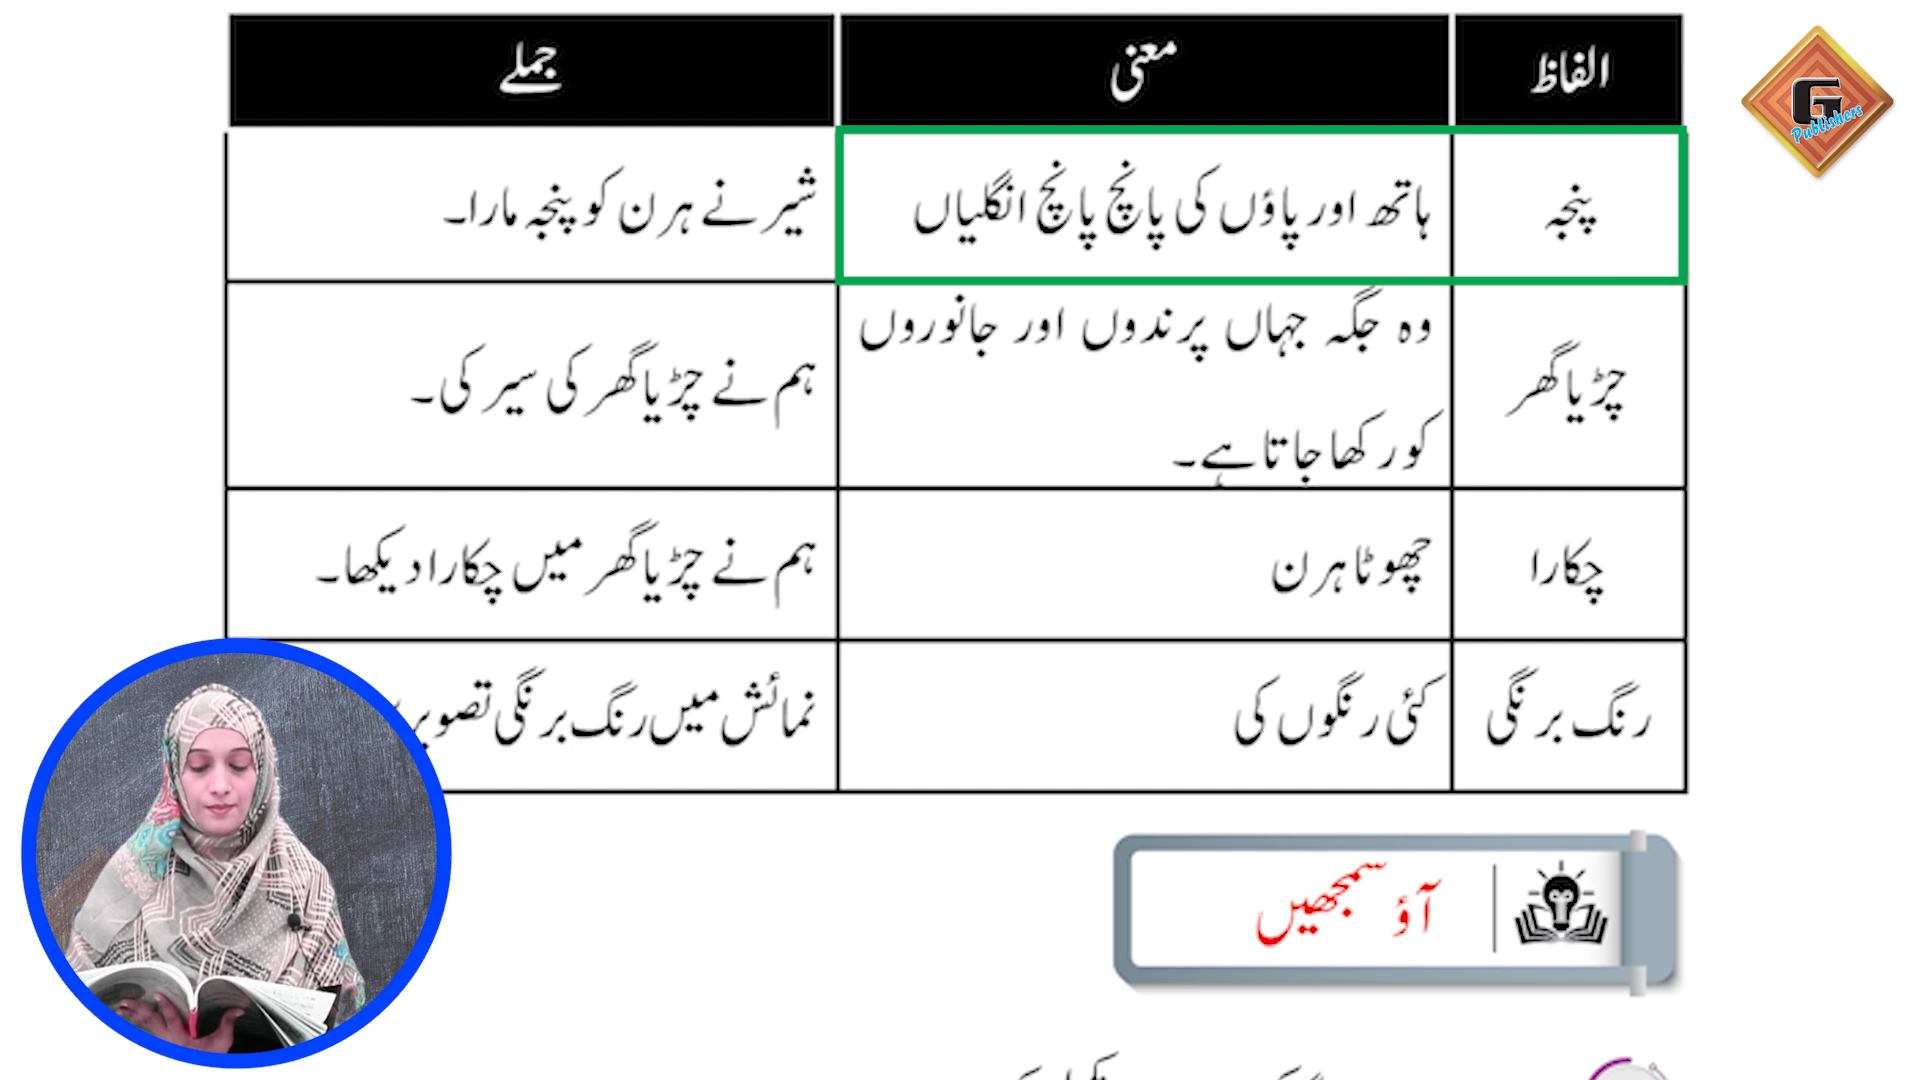 الفاظ	معنی	جملے
پنجہ	ہاتھ اور پاؤں کی پانچ پانچ انگلیاں	شیر نے ہرن کو پنجہ مارا۔
چڑیا گھر	وہ جگہ جہاں پرندوں اور جانوروں	ہم نے چڑیا گھر کی سیر کی۔
کو رکھا جاتا ہے۔
چکارا	چھوٹا ہرن	ہم نے چڑیا گھر میں چکارا دیکھا۔
رنگ برنگی	کئی رنگوں کی	نمائش میں رنگ برنگی
آؤ سمجھیں
G
Publishers